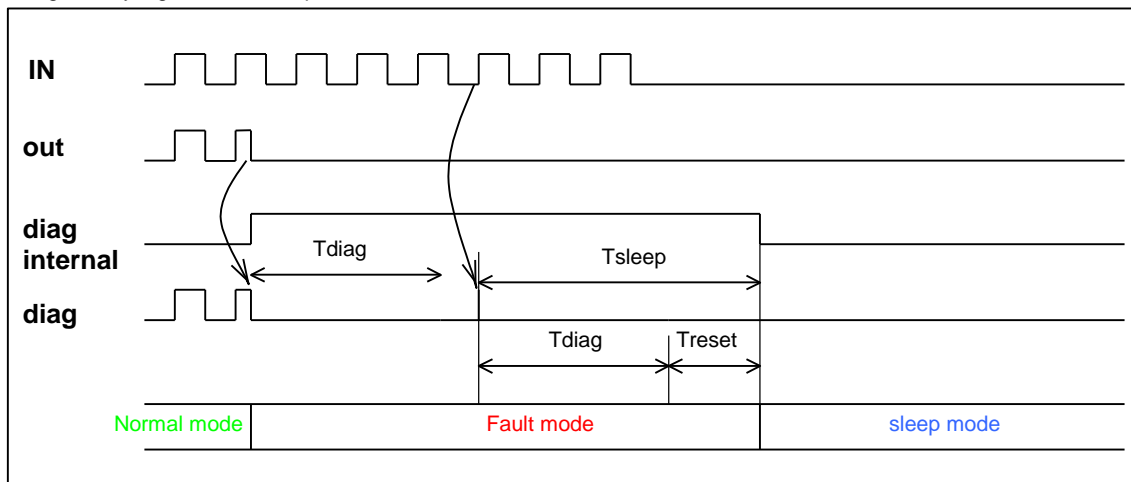 IN
out
diag
internal
Tdiag
Tsleep
diag
Tdiag
Treset
Normal mode
Fault mode
sleep mode